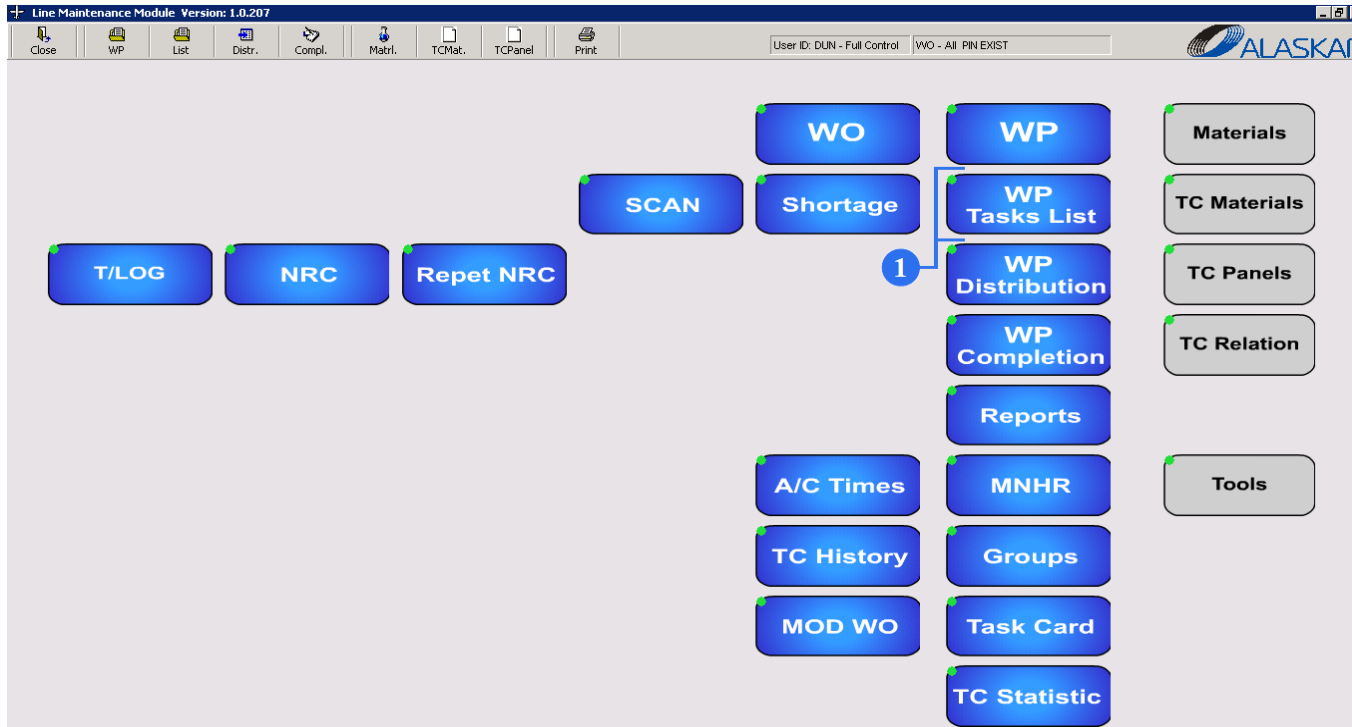 Line Maintenance Module Version: 1.0.207
Close WP List Distr. Compl. Matrl. TCMat. TCPanel Print
User ID: DUN - Full Control WO - All PIN EXIST
WO WP Materials
SCAN Shortage WP Tasks List TC Materials
1
T/LOG NRC Repet NRC WP Distribution TC Panels
WP Completion TC Relation
Reports
A/C Times MNHR Tools
TC History Groups
MOD WO Task Card
TC Statistic